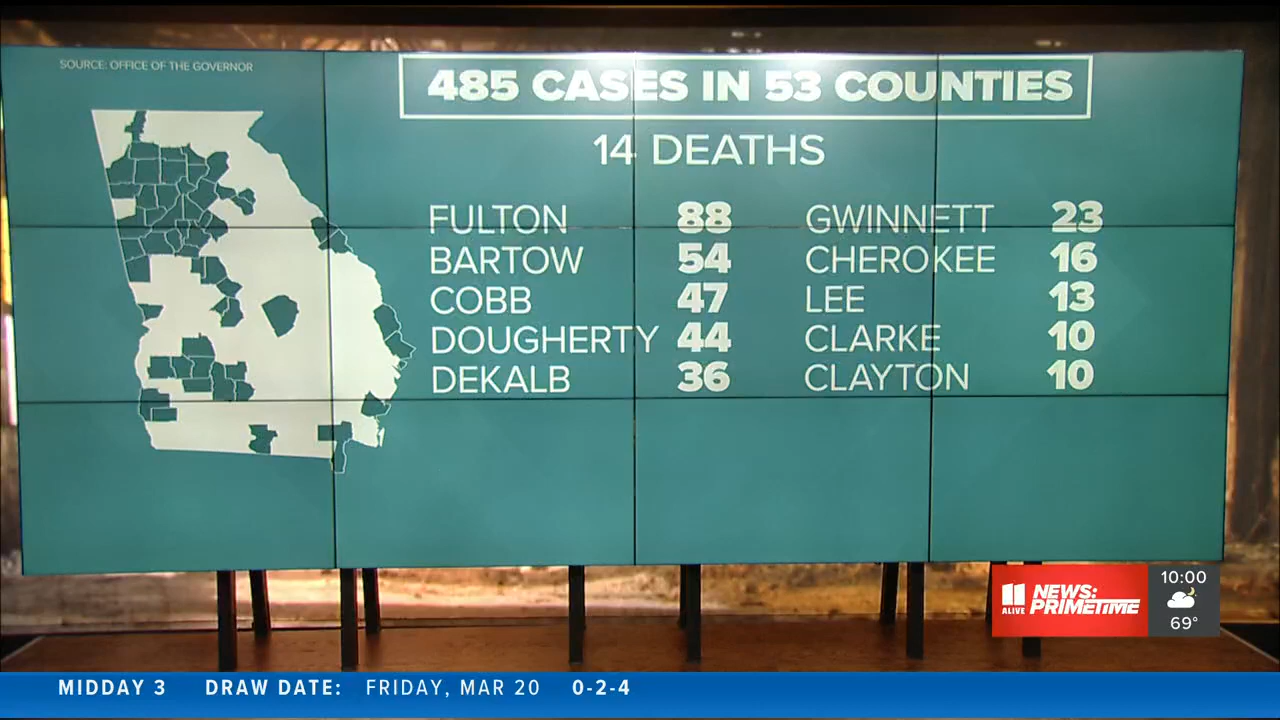 SOURCE: OFFICE OF THE GOVERNOR
485 CASES IN 53 COUNTIES
14 DEATHS
FULTON 88 GWINNETT 23
BARTOW 54 CHEROKEE 16
COBB 47 LEE 13
DOUGHERTY 44 CLARKE 10
DEKALB 36 CLAYTON 10
11 ALIVE NEWS: PRIMETIME
10:00
69°
MIDDAY 3 DRAW DATE: FRIDAY, MAR 20 0-2-4